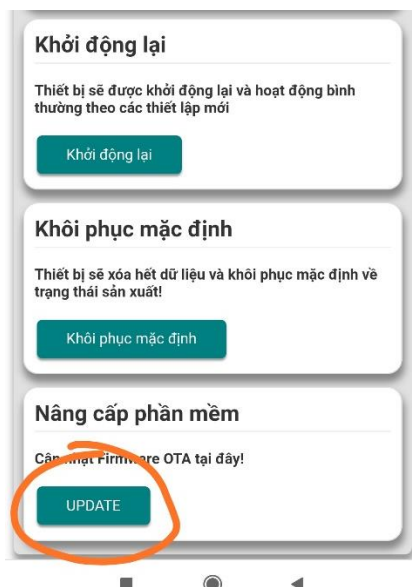 Khởi động lại
Thiết bị sẽ được khởi động lại và hoạt động bình
thường theo các thiết lập mới
Khởi động lại
Khôi phục mặc định
Thiết bị sẽ xóa hết dữ liệu và khôi phục mặc định về
trạng thái sản xuất!
Khôi phục mặc định
Nâng cấp phần mềm
Cập nhật Firmware OTA tại đây!
UPDATE